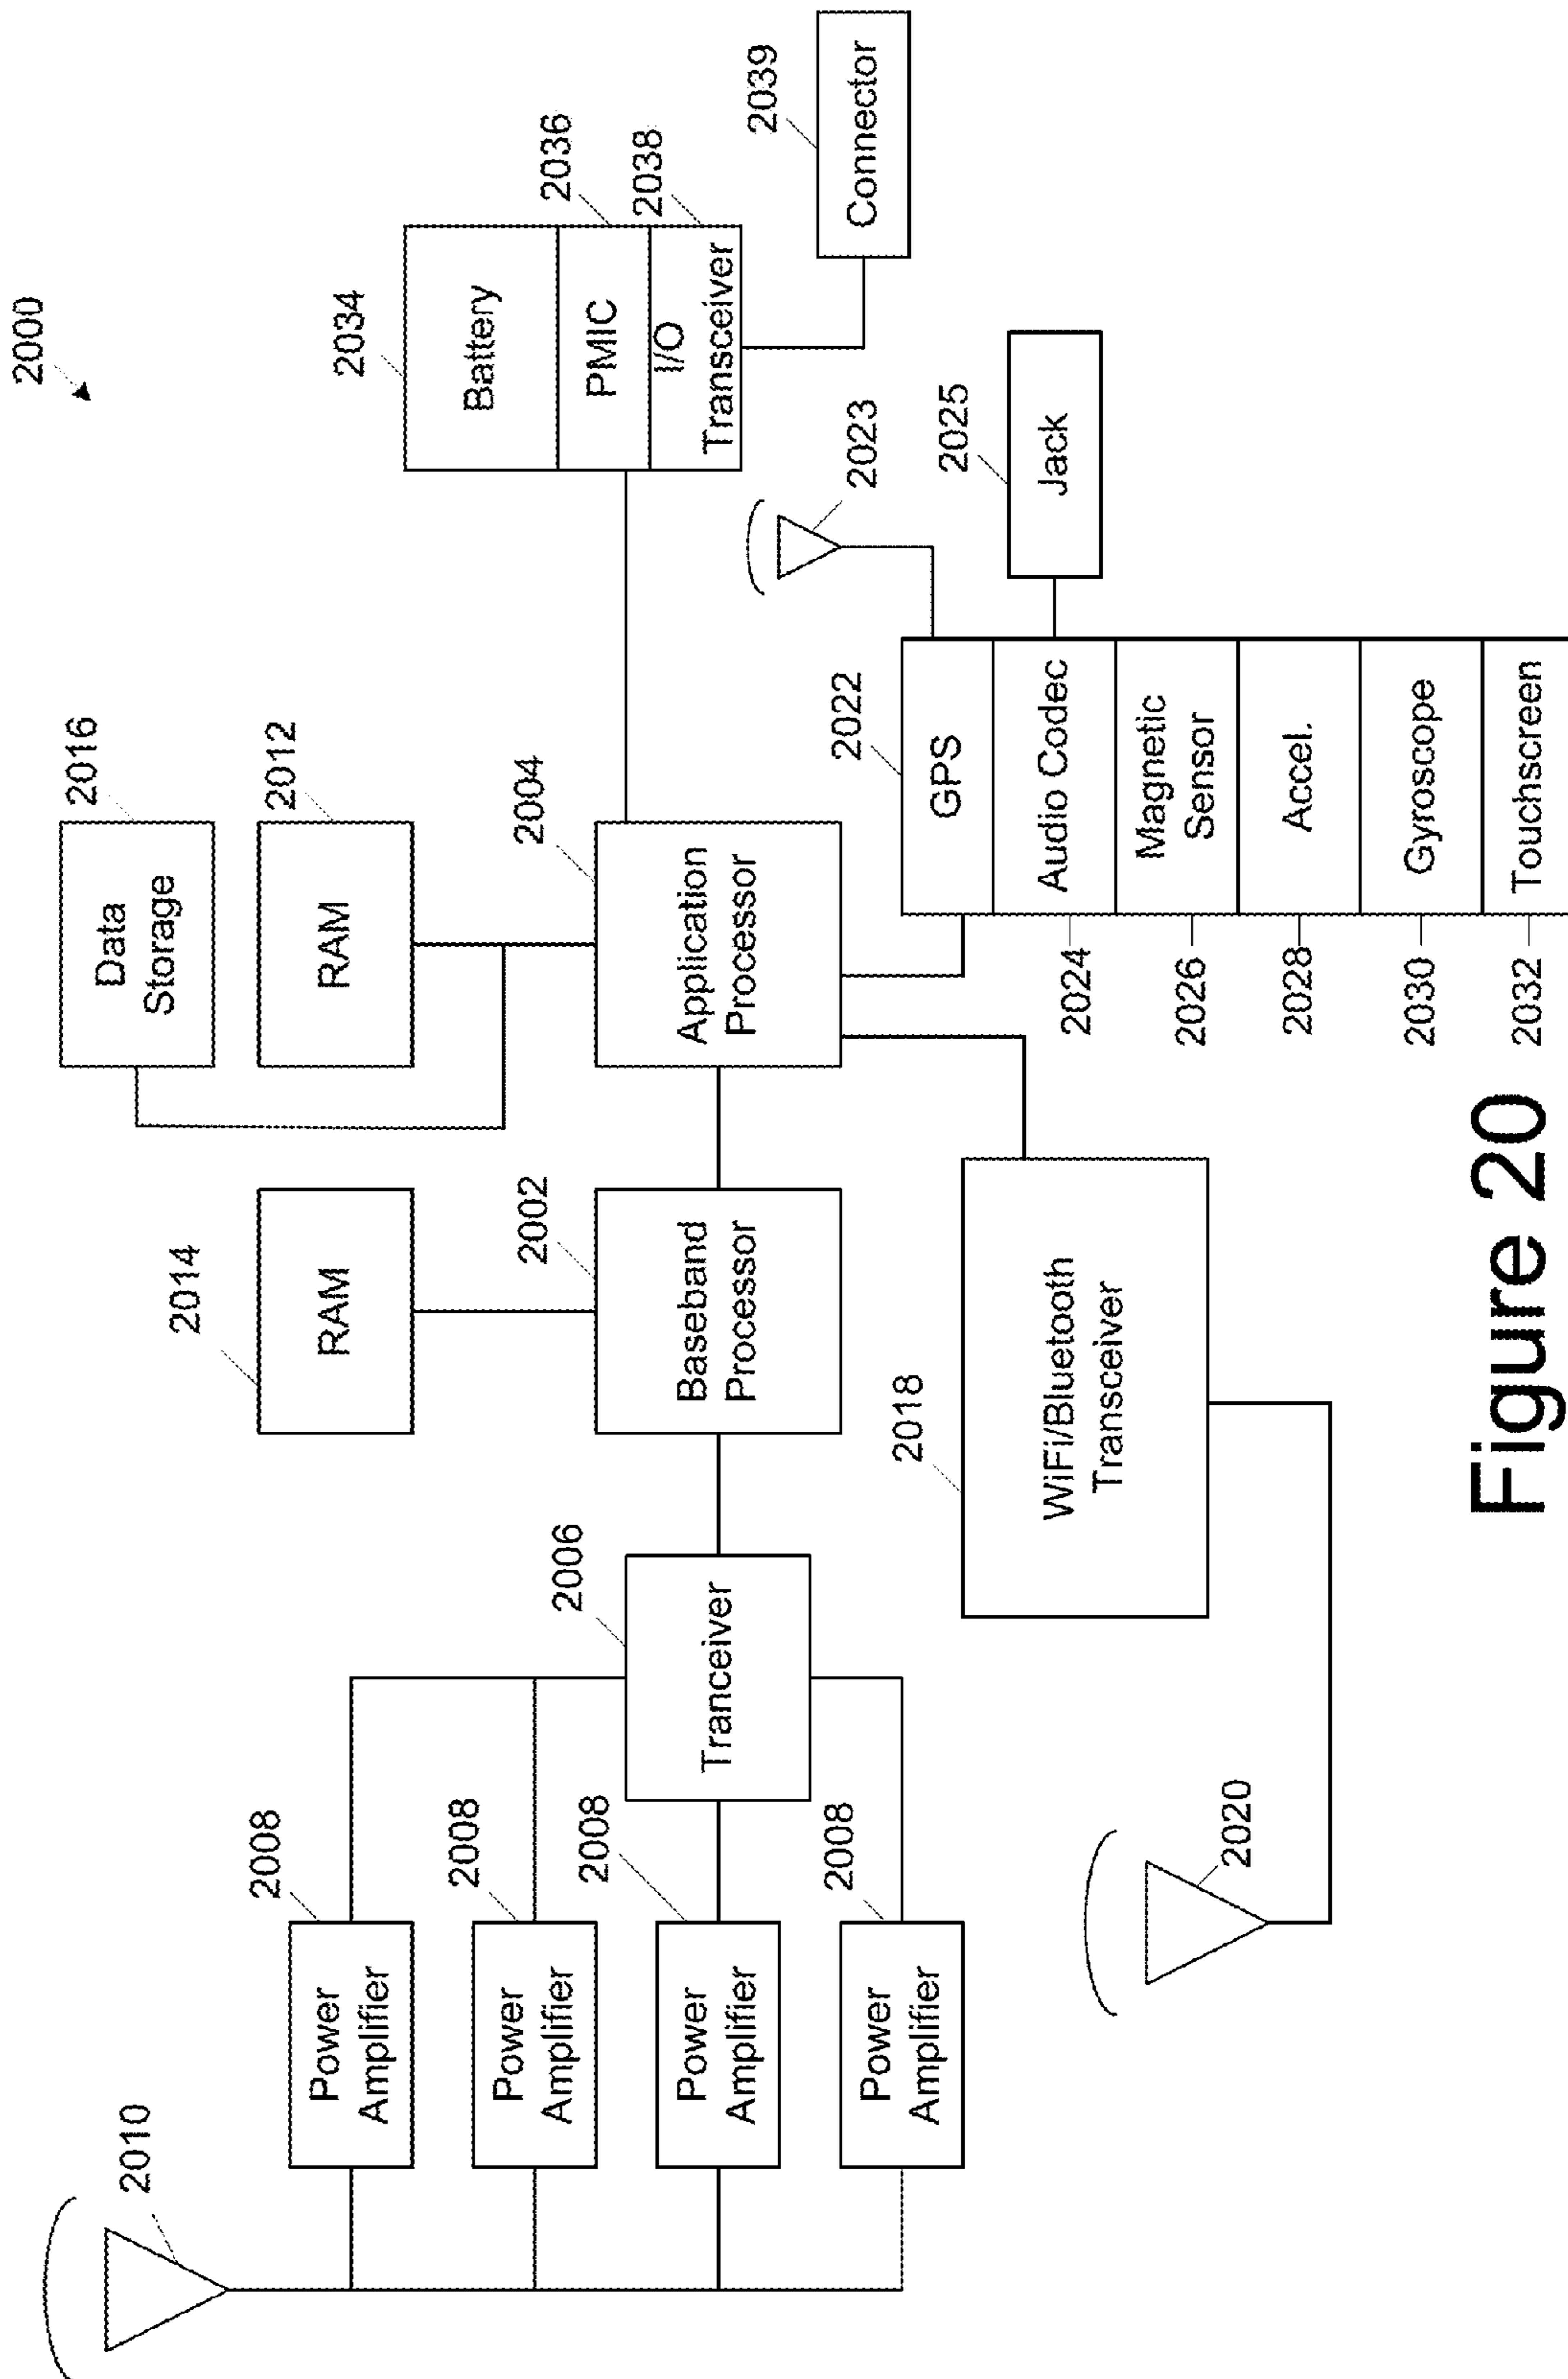 2000
2010
2008
Power
Amplifier
2008
Power
Amplifier
2008
Power
Amplifier
2008
Power
Amplifier
2006
Tranceiver
2014
RAM
2002
Baseband
Processor
2016
Data
Storage
2012
RAM
2004
Application
Processor
2034
Battery
2036
PMIC
2038
I/O
Transceiver
2039
Connector
2018
WiFi/Bluetooth
Transceiver
2020
2023
2022
GPS
2025
Jack
2024
Audio Codec
2026
Magnetic
Sensor
2028
Accel.
2030
Gyroscope
2032
Touchscreen
Figure 20